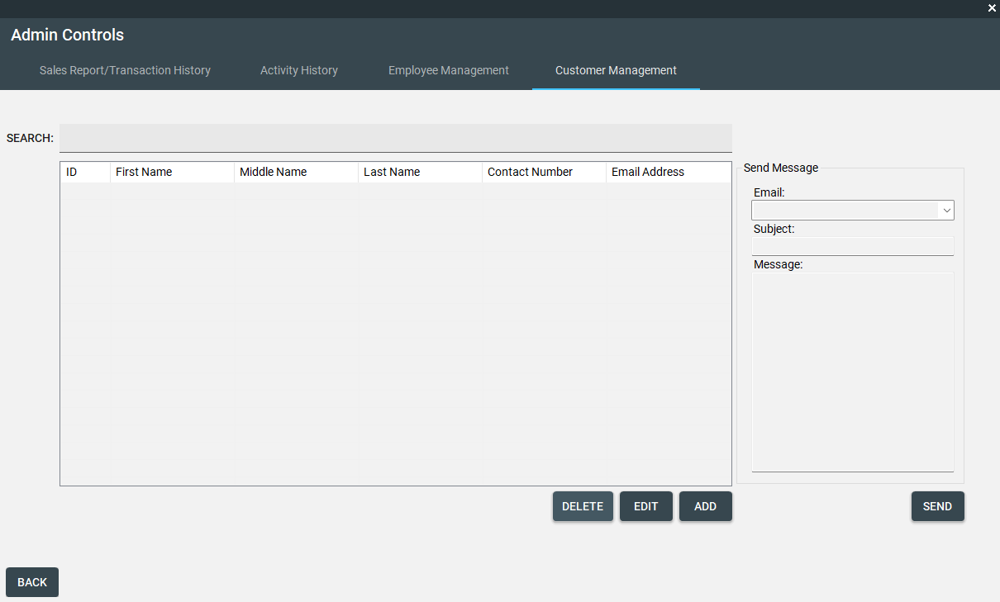 Admin Controls
Sales Report/Transaction History Activity History Employee Management Customer Management
SEARCH:
ID First Name Middle Name Last Name Contact Number Email Address
Send Message
Email:
Subject:
Message:
DELETE EDIT ADD SEND
BACK